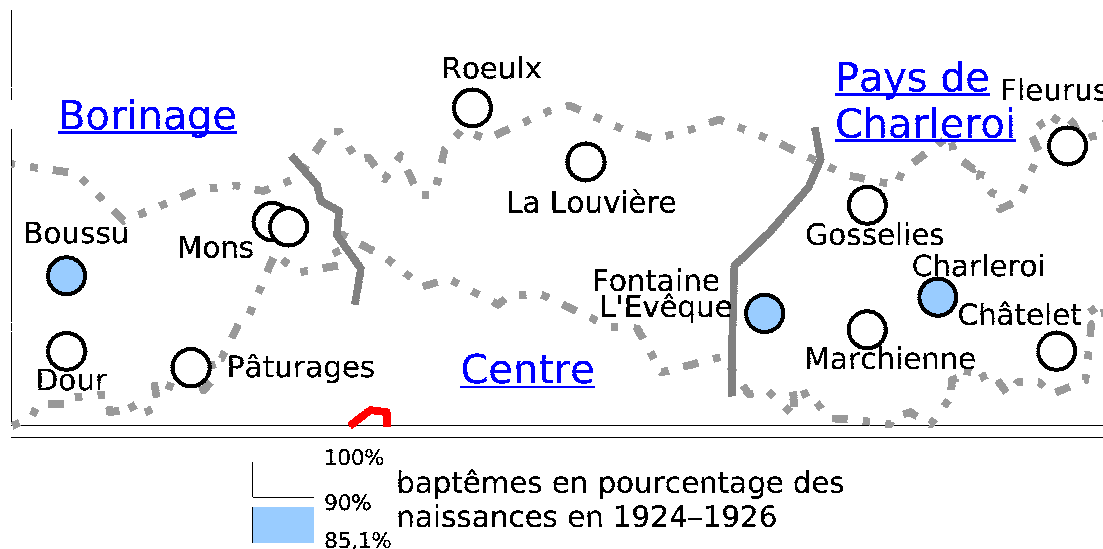 Roeulx
Pays de
Charleroi
Fleurus
Borinage
La Louvière
Boussu
Mons
Gosselies
Charleroi
Fontaine
L'Evêque
Châtelet
Marchienne
Pâturages
Dour
Centre
100%
90%
85,1%
baptêmes en pourcentage des
naissances en 1924–1926